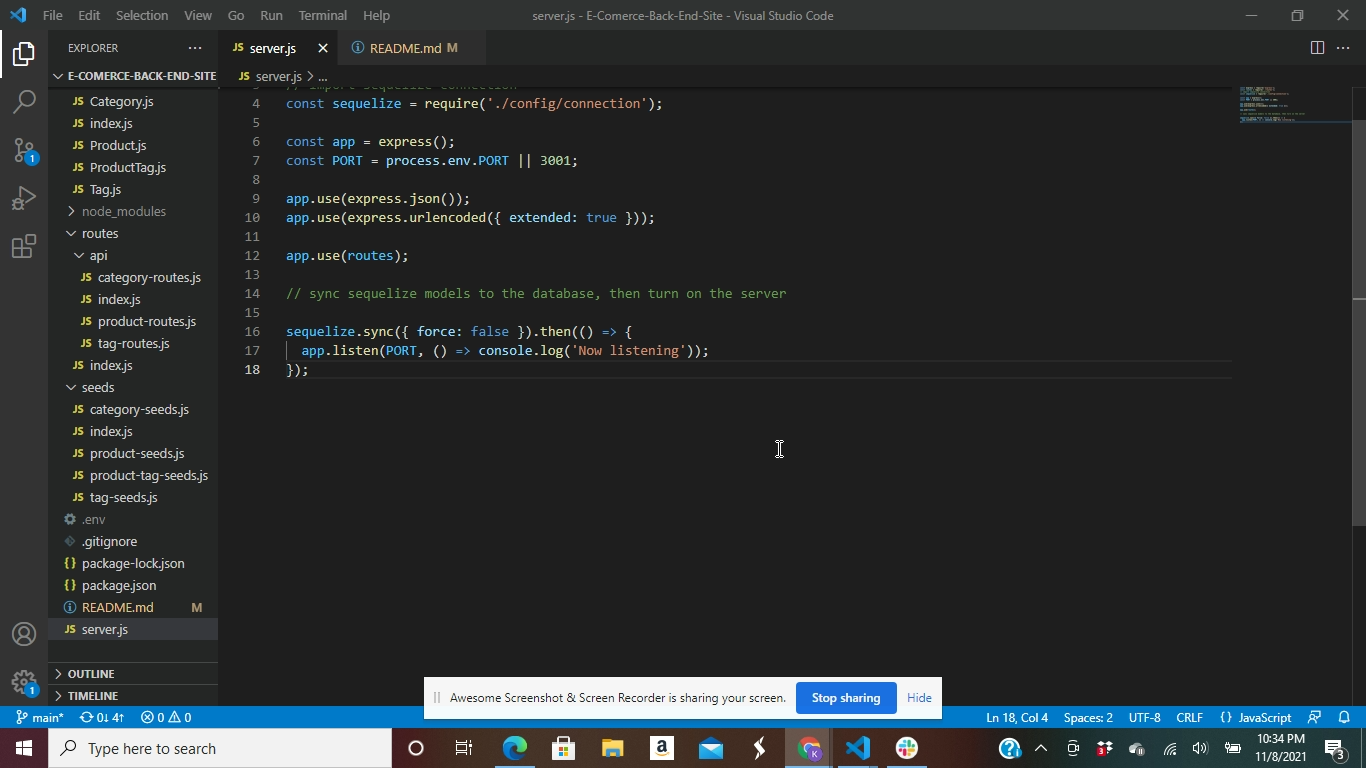 File Edit Selection View Go Run Terminal Help
server.js - E-Comerce-Back-End-Site - Visual Studio Code
EXPLORER
JS server.js
README.md M
E-COMERCE-BACK-END-SITE
JS server.js > ...
JS Category.js
JS index.js
JS Product.js
JS ProductTag.js
JS Tag.js
node_modules
routes
api
JS category-routes.js
JS index.js
JS product-routes.js
JS tag-routes.js
JS index.js
seeds
JS category-seeds.js
JS index.js
JS product-seeds.js
JS product-tag-seeds.js
JS tag-seeds.js
.env
.gitignore
{} package-lock.json
{} package.json
README.md M
JS server.js
OUTLINE
TIMELINE
3 // import sequelize connection
4 const sequelize = require('./config/connection');
5
6 const app = express();
7 const PORT = process.env.PORT || 3001;
8
9 app.use(express.json());
10 app.use(express.urlencoded({ extended: true }));
11
12 app.use(routes);
13
14 // sync sequelize models to the database, then turn on the server
15
16 sequelize.sync({ force: false }).then(() => {
17 app.listen(PORT, () => console.log('Now listening'));
18 });
1
1
Awesome Screenshot & Screen Recorder is sharing your screen. Stop sharing Hide
main* 0↓ 4↑ 0 0
Ln 18, Col 4 Spaces: 2 UTF-8 CRLF {} JavaScript
Type here to search
a
K
3
10:34 PM
11/8/2021
3